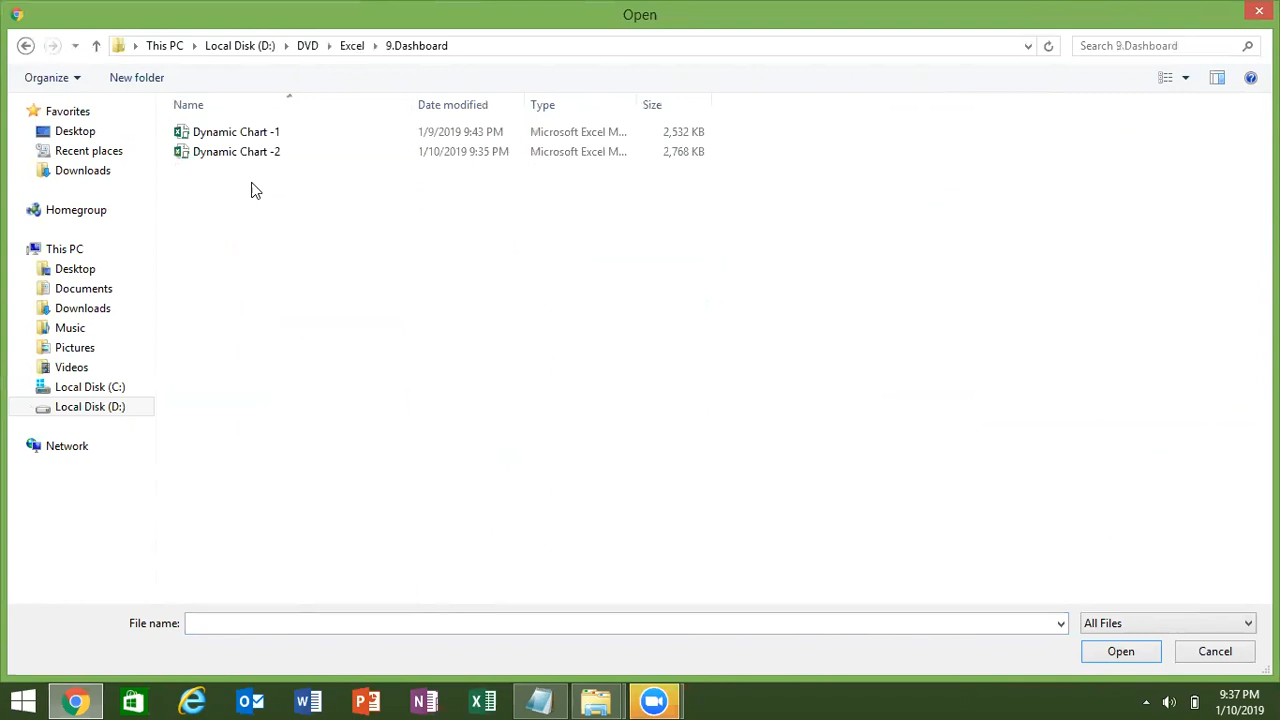 Open
This PC Local Disk (D:) DVD Excel 9.Dashboard
Search 9.Dashboard
Organize New folder
Name Date modified Type Size
Dynamic Chart -1 1/9/2019 9:43 PM Microsoft Excel M... 2,532 KB
Dynamic Chart -2 1/10/2019 9:35 PM Microsoft Excel M... 2,768 KB
Favorites
Desktop
Recent places
Downloads
Homegroup
This PC
Desktop
Documents
Downloads
Music
Pictures
Videos
Local Disk (C:)
Local Disk (D:)
Network
File name:
All Files
Open Cancel
9:37 PM
1/10/2019